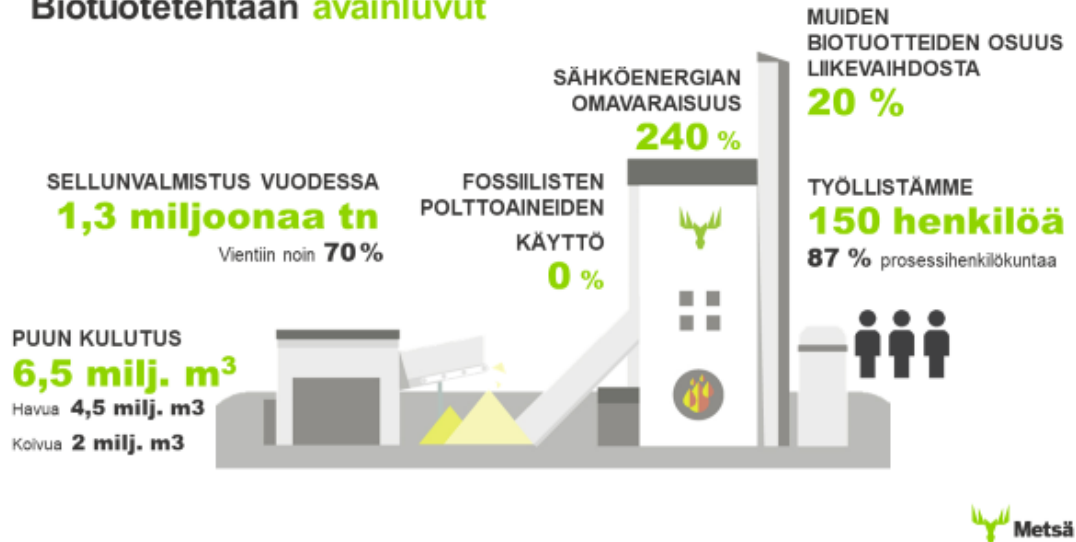 Biotuotetehtaan avainluvut
MUIDEN
BIOTUOTTEIDEN OSUUS
LIIKEVAIHDOSTA
20 %
SÄHKÖENERGIAN
OMAVARAISUUS
240 %
SELLUNVALMISTUS VUODESSA
1,3 miljoonaa tn
Vientiin noin 70%
FOSSIILISTEN
POLTTOAINEIDEN
KÄYTTÖ
0 %
TYÖLLISTÄMME
150 henkilöä
87 % prosessihenkilökuntaa
PUUN KULUTUS
6,5 milj. m³
Havua 4,5 milj. m3
Koivua 2 milj. m3
Metsä